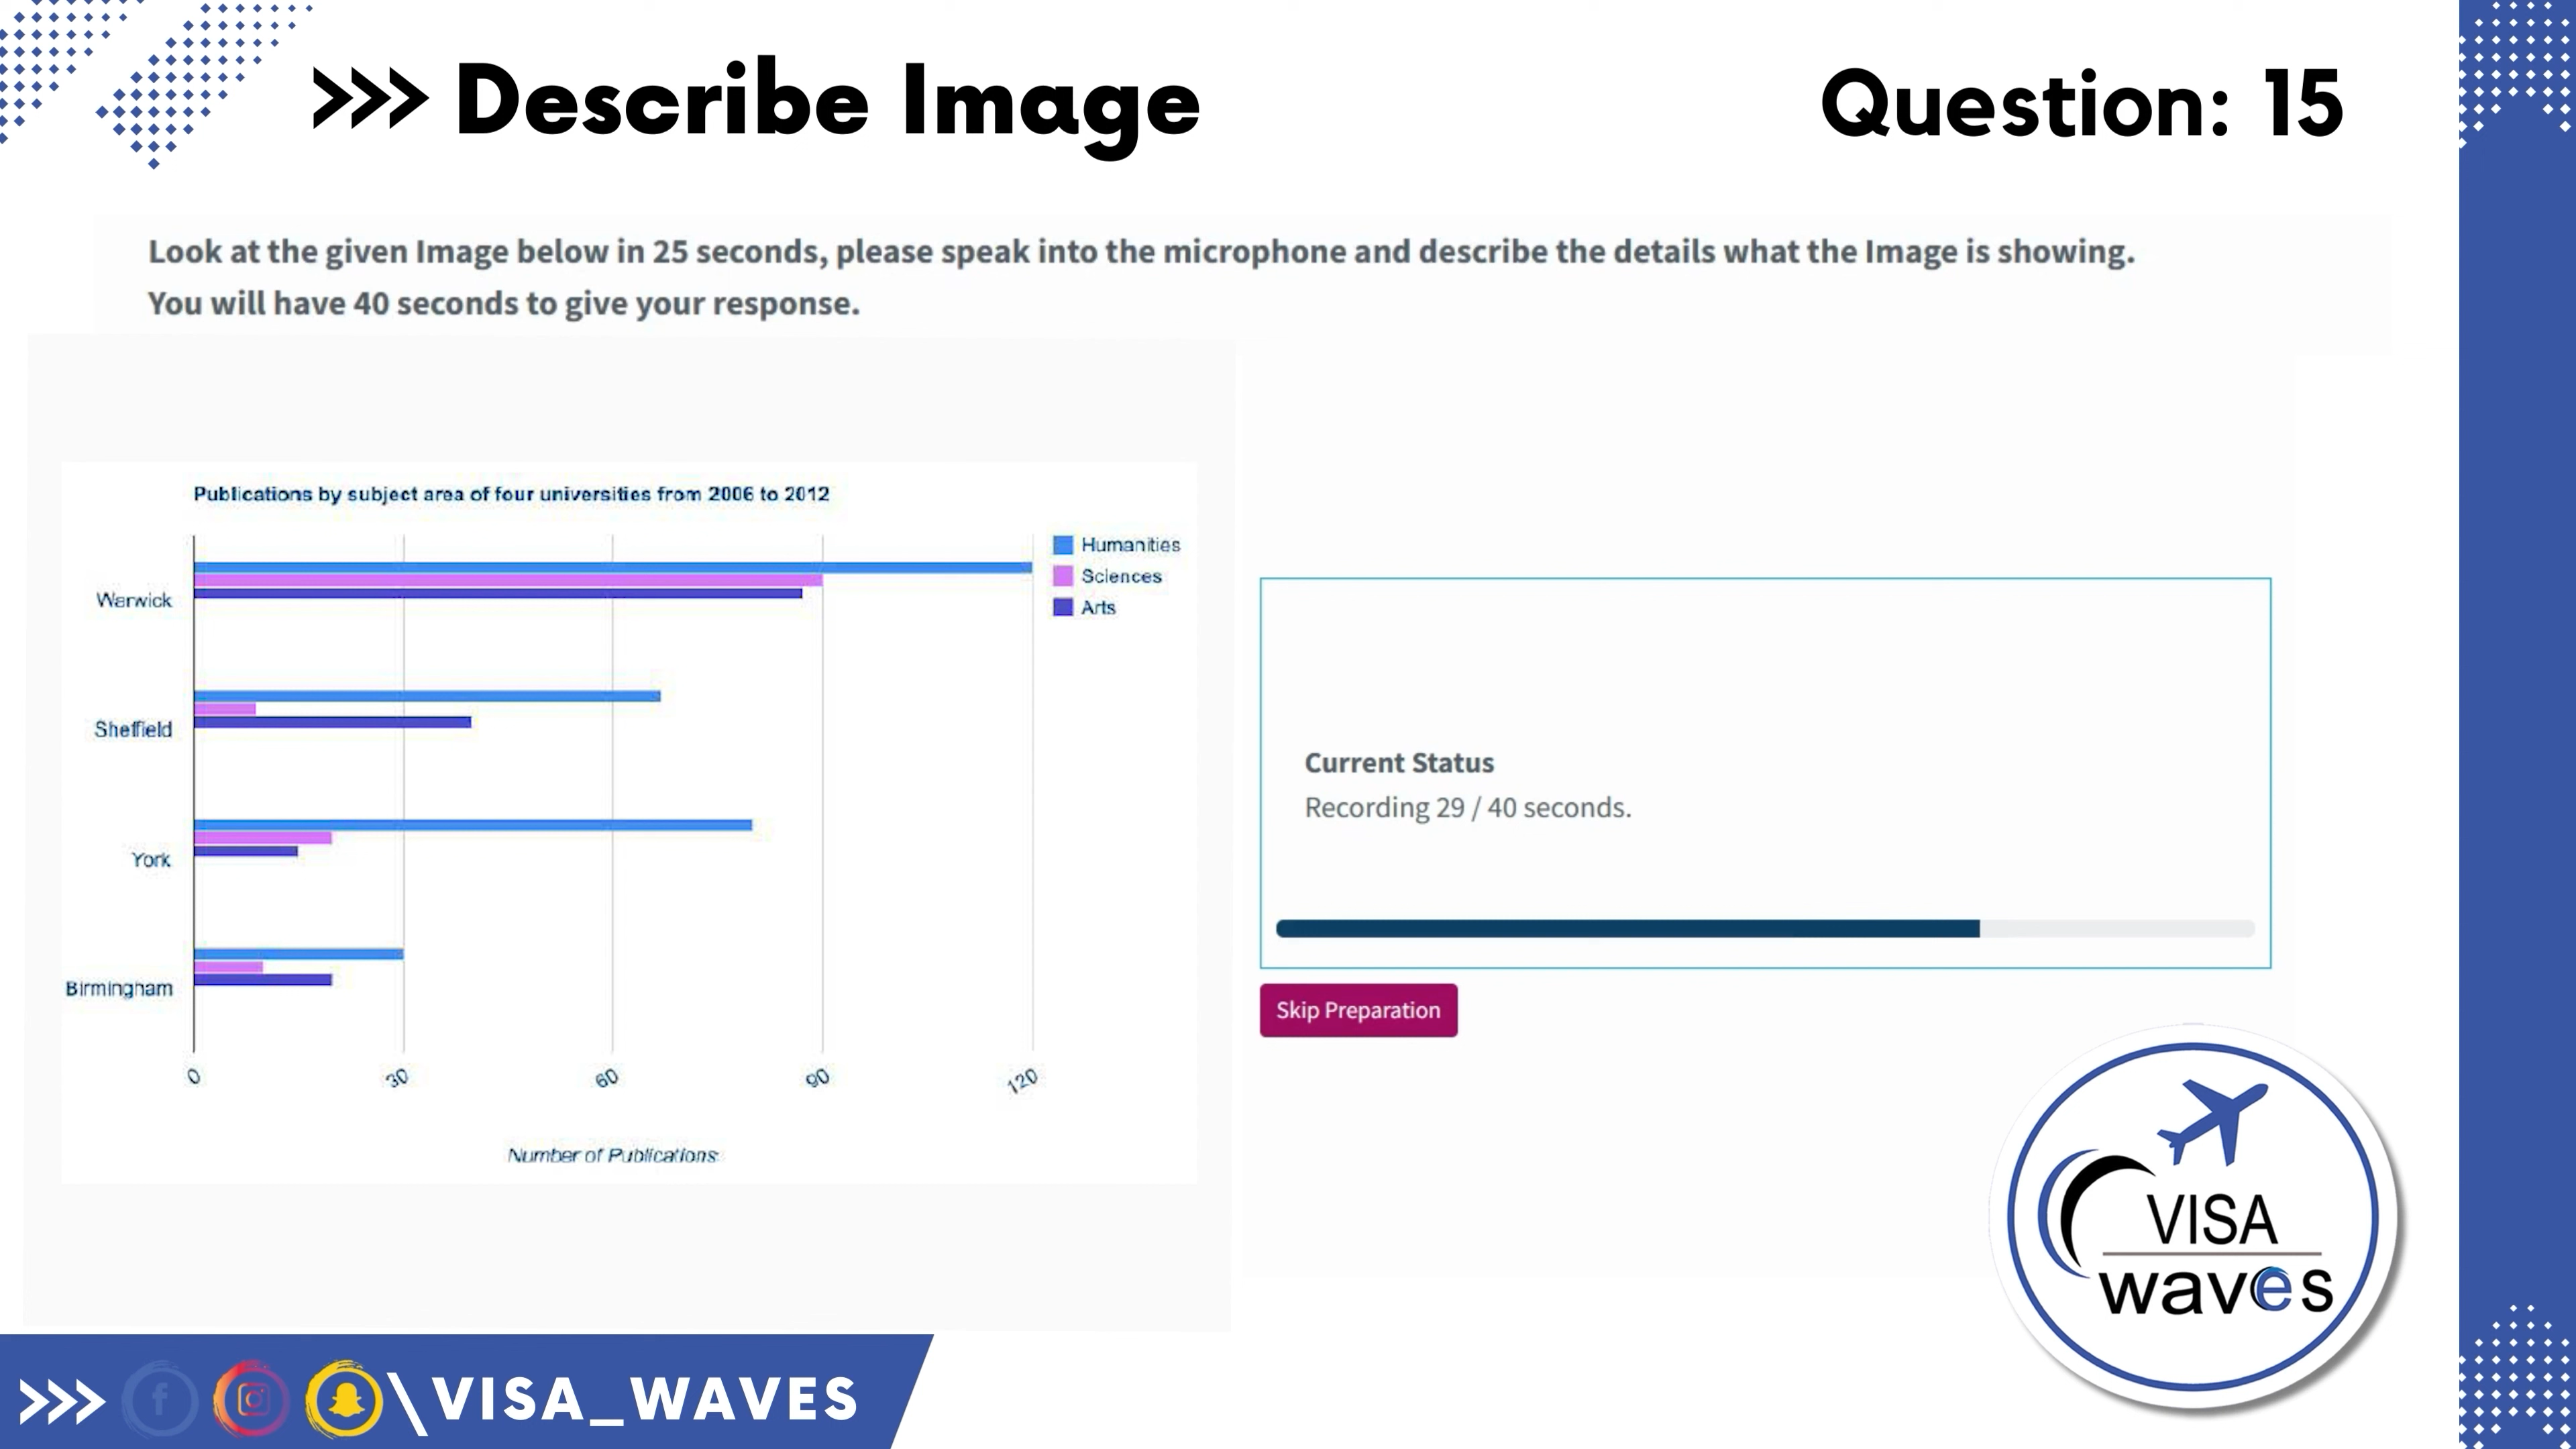 >>> Describe Image
Question: 15
Look at the given Image below in 25 seconds, please speak into the microphone and describe the details what the Image is showing.
You will have 40 seconds to give your response.
Publications by subject area of four universities from 2006 to 2012
Humanities
Sciences
Arts
Warwick
Sheffield
York
Birmingham
0 30 60 90 120
Number of Publications
Current Status
Recording 29 / 40 seconds.
Skip Preparation
VISA
waves
>>> f \VISA_WAVES